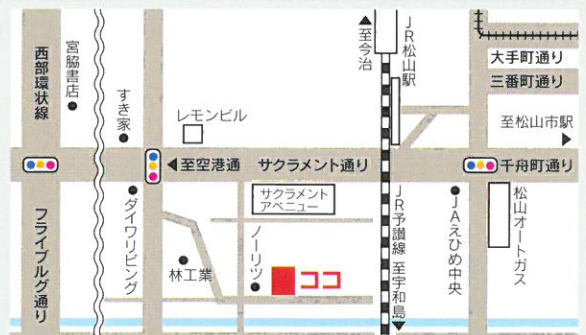 西部環状線
宮脇書店
すき家
レモンビル
▲至今治
JR松山駅
大手町通り
三番町通り
至松山市駅▶
◀至空港通
サクラメント通り
千舟町通り
フライブルグ通り
ダイワリビング
林工業
ノーリツ
サクラメント
アベニュー
ココ
JR予讃線 至宇和島▼
JAえひめ中央
松山オートガス